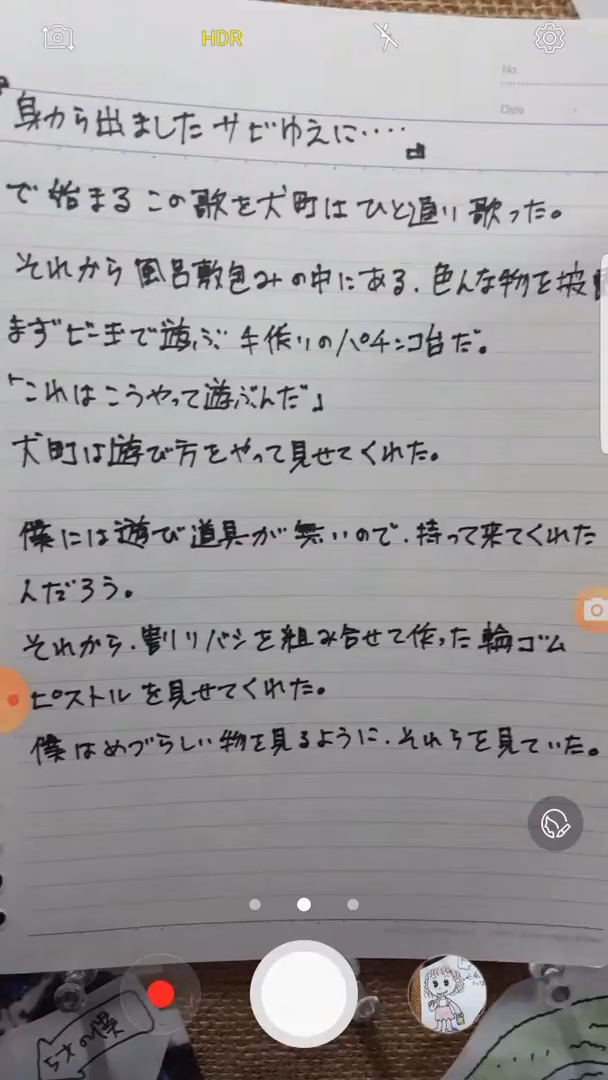 HDR
No.
Date
身から出ました サビゆえに‥‥」
で始まるこの歌を犬町はひと通り歌った。
それから風呂敷包みの中にある、色んな物を披
まずビー玉で遊ぶ手作りのパチンコ台だ。
「これはこうやって遊ぶんだ」
犬町は遊び方をやって見せてくれた。
僕には遊び道具が無いので、持って来てくれた
んだろう。
それから、割りバシを組み合せて作った輪ゴム
ピストルを見せてくれた。
僕はめづらしい物を見るように、それらを見ていた。
5才の僕